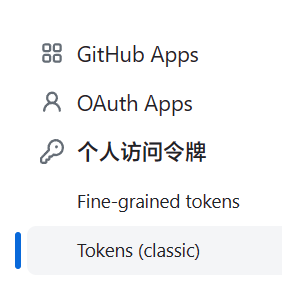 GitHub Apps
OAuth Apps
个人访问令牌
Fine-grained tokens
Tokens (classic)